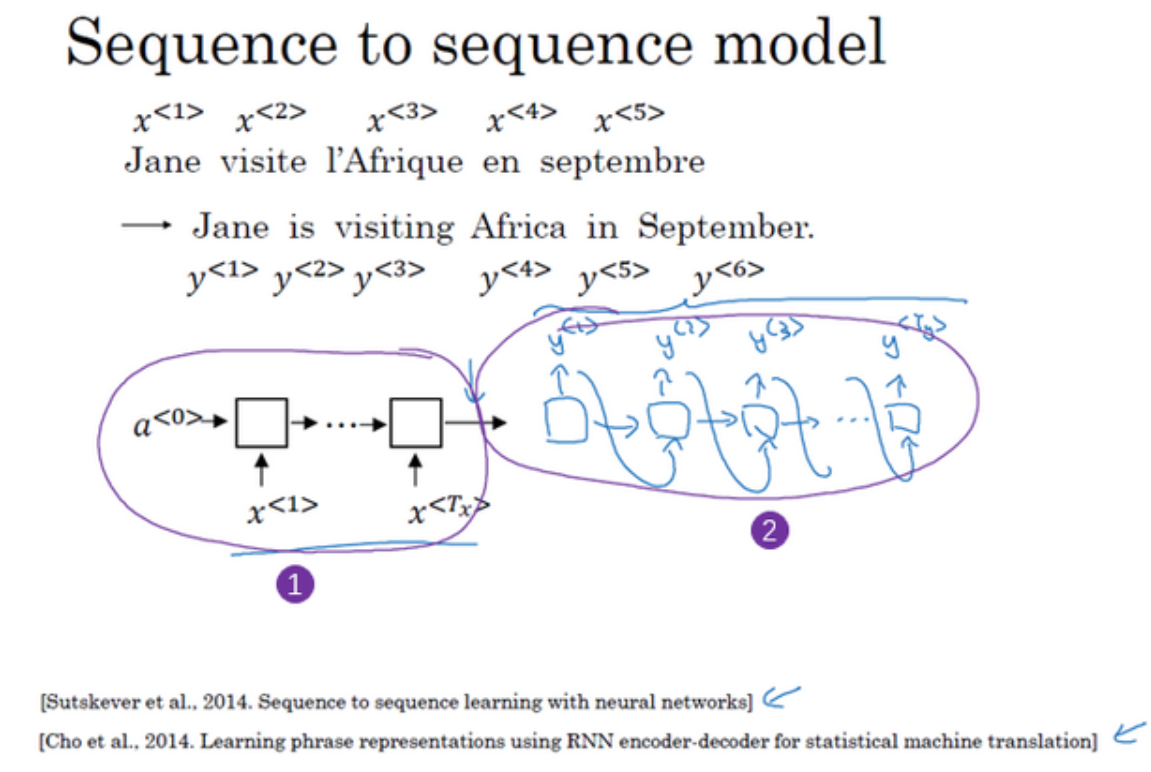 Sequence to sequence model
x<1> x<2> x<3> x<4> x<5>
Jane visite l'Afrique en septembre
→ Jane is visiting Africa in September.
y<1> y<2> y<3> y<4> y<5> y<6>
y<1> y<2> y<3> y<Ty>
a<0> ... ...
x<1> x<Tx>
2
1
[Sutskever et al., 2014. Sequence to sequence learning with neural networks]
[Cho et al., 2014. Learning phrase representations using RNN encoder-decoder for statistical machine translation]